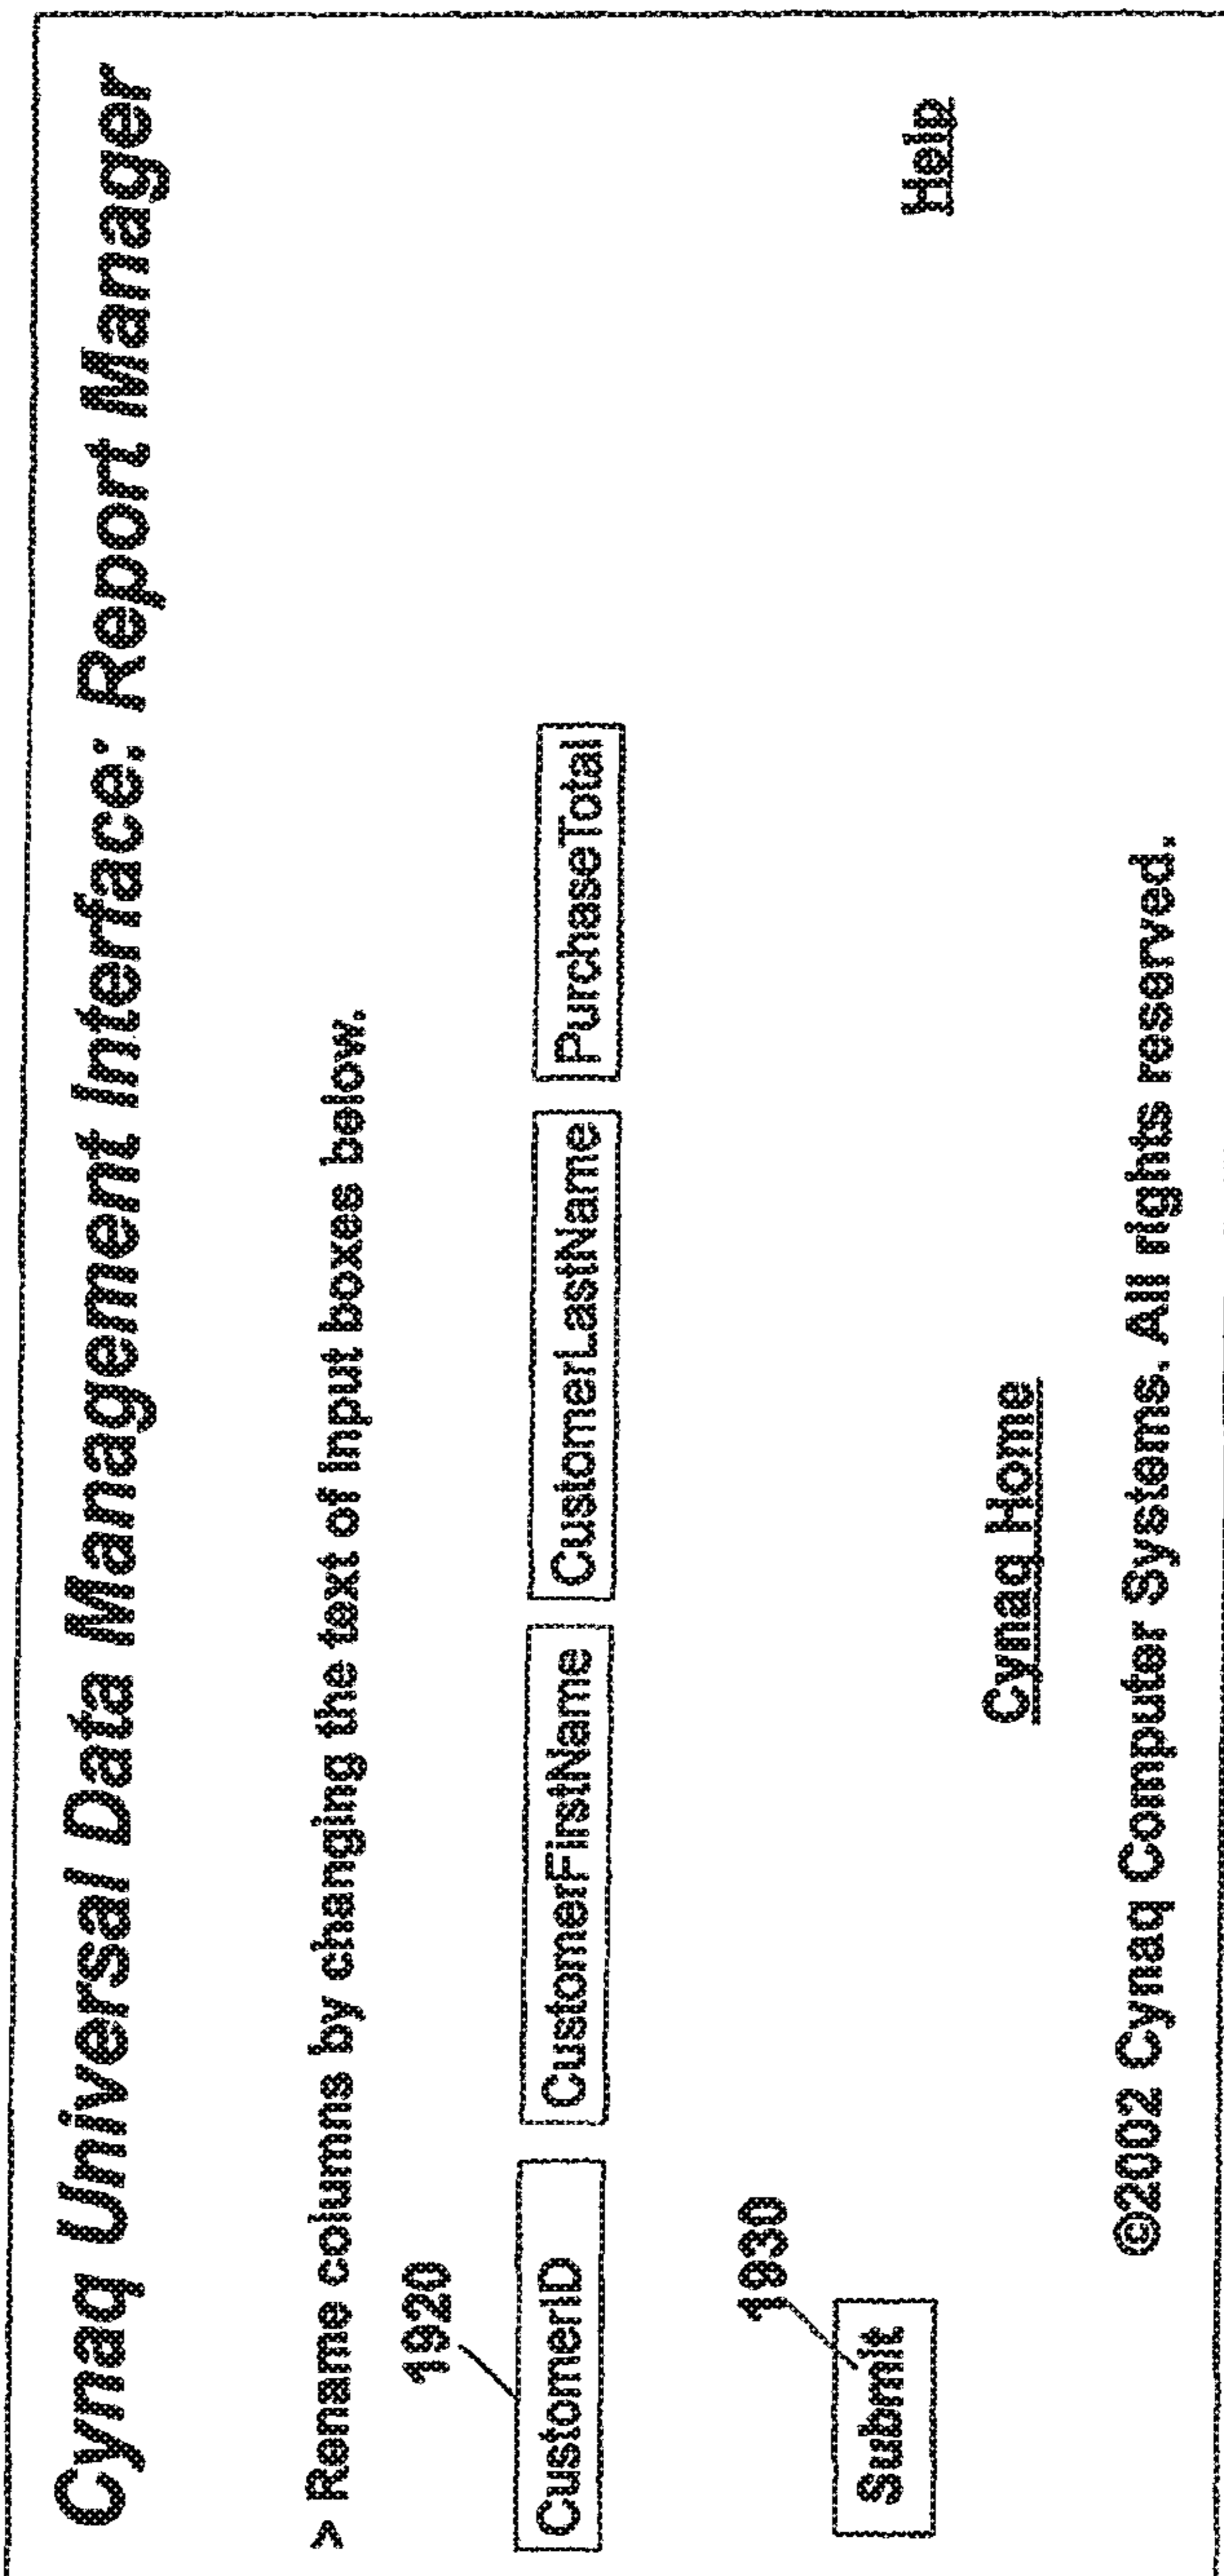 Cynaq Universal Data Management Interface: Report Manager
> Rename columns by changing the text of input boxes below.
1920
CustomerID CustomerFirstName CustomerLastName PurchaseTotal
1930
Submit
Help
Cynaq Home
©2002 Cynaq Computer Systems. All rights reserved.